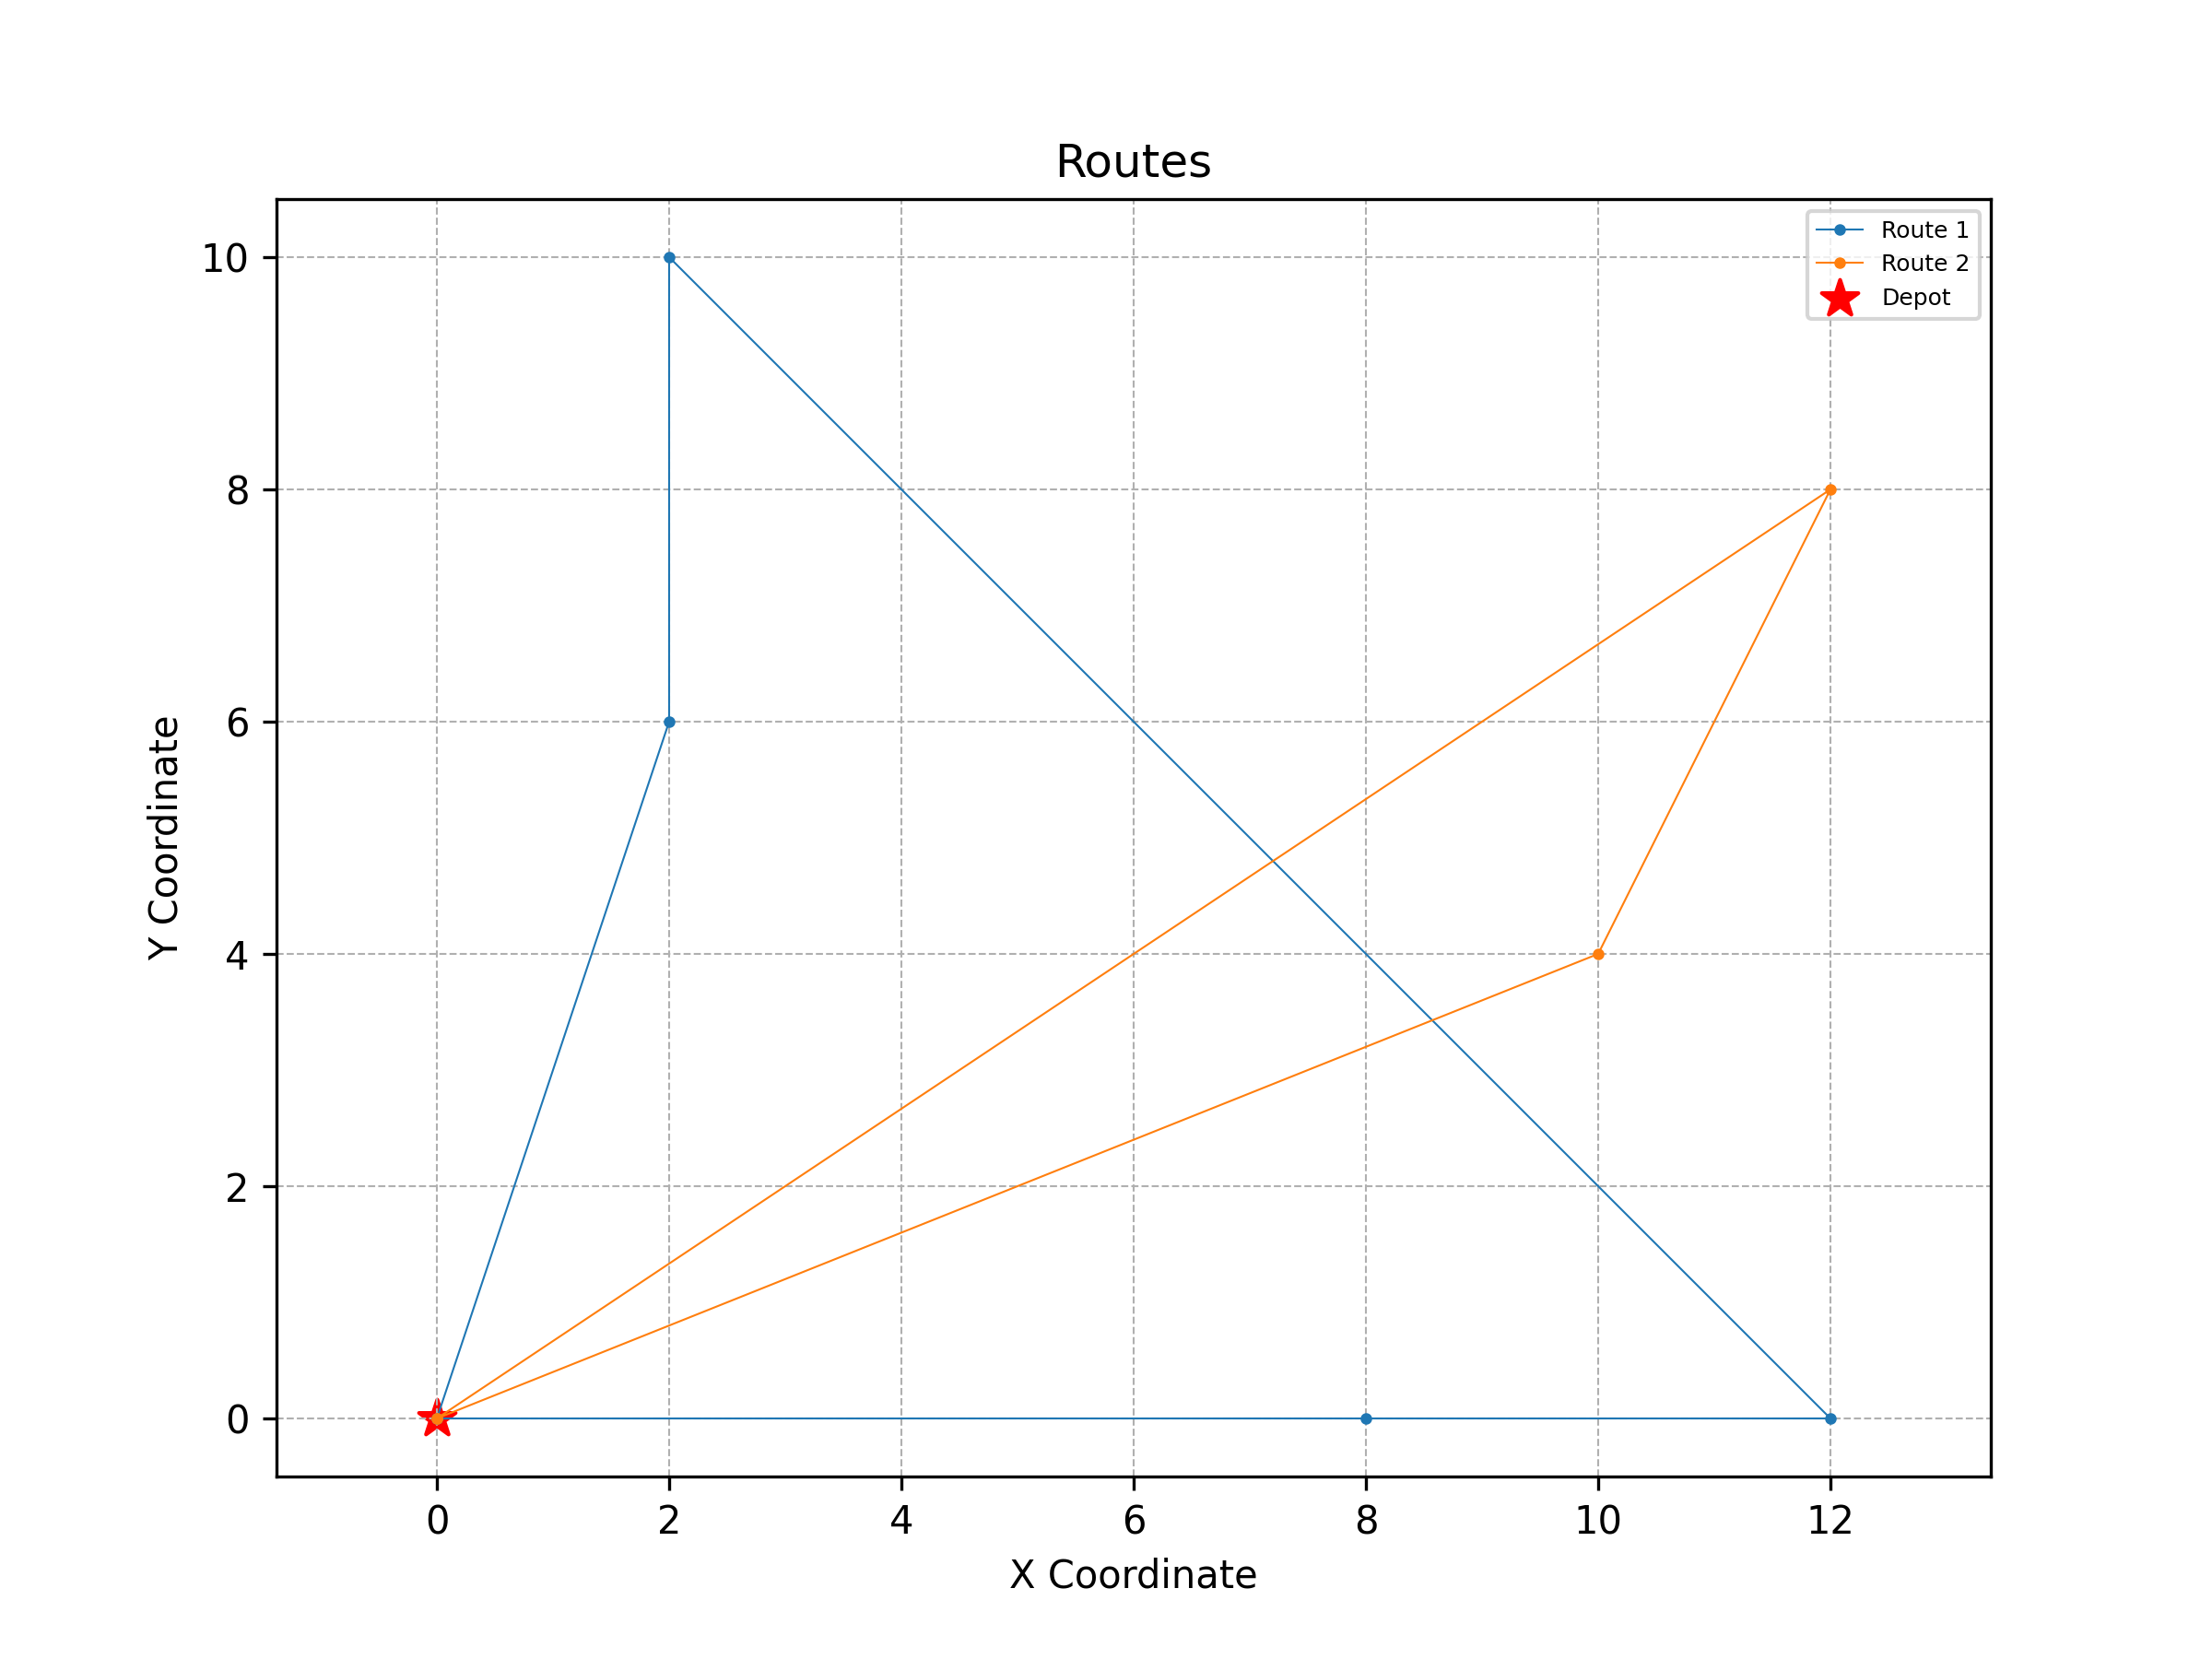 Routes
Route 1
Route 2
Depot
10
8
6
4
2
0
Y Coordinate
0 2 4 6 8 10 12
X Coordinate